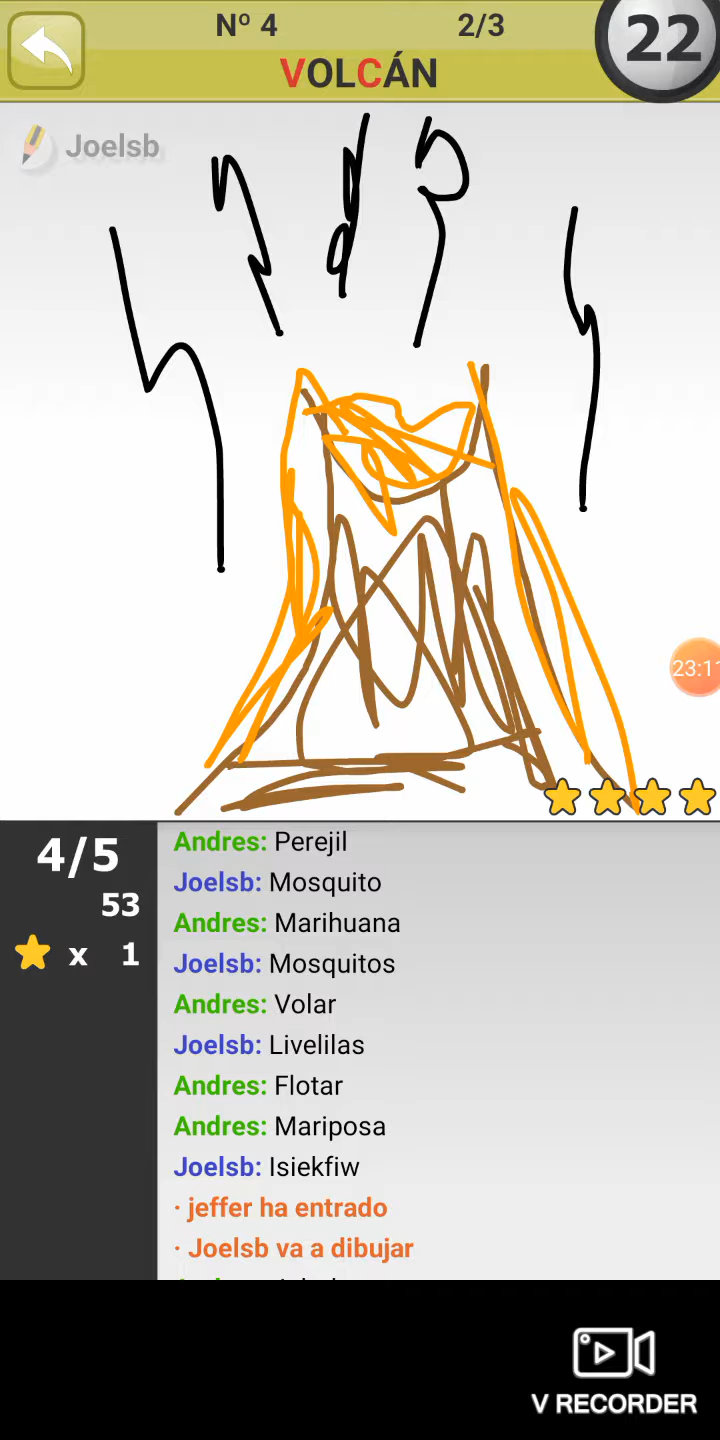 Nº 4 2/3 22
VOLCÁN
Joelsb
23:11
4/5
53
x 1
Andres: Perejil
Joelsb: Mosquito
Andres: Marihuana
Joelsb: Mosquitos
Andres: Volar
Joelsb: Livelilas
Andres: Flotar
Andres: Mariposa
Joelsb: Isiekfiw
· jeffer ha entrado
· Joelsb va a dibujar
V RECORDER